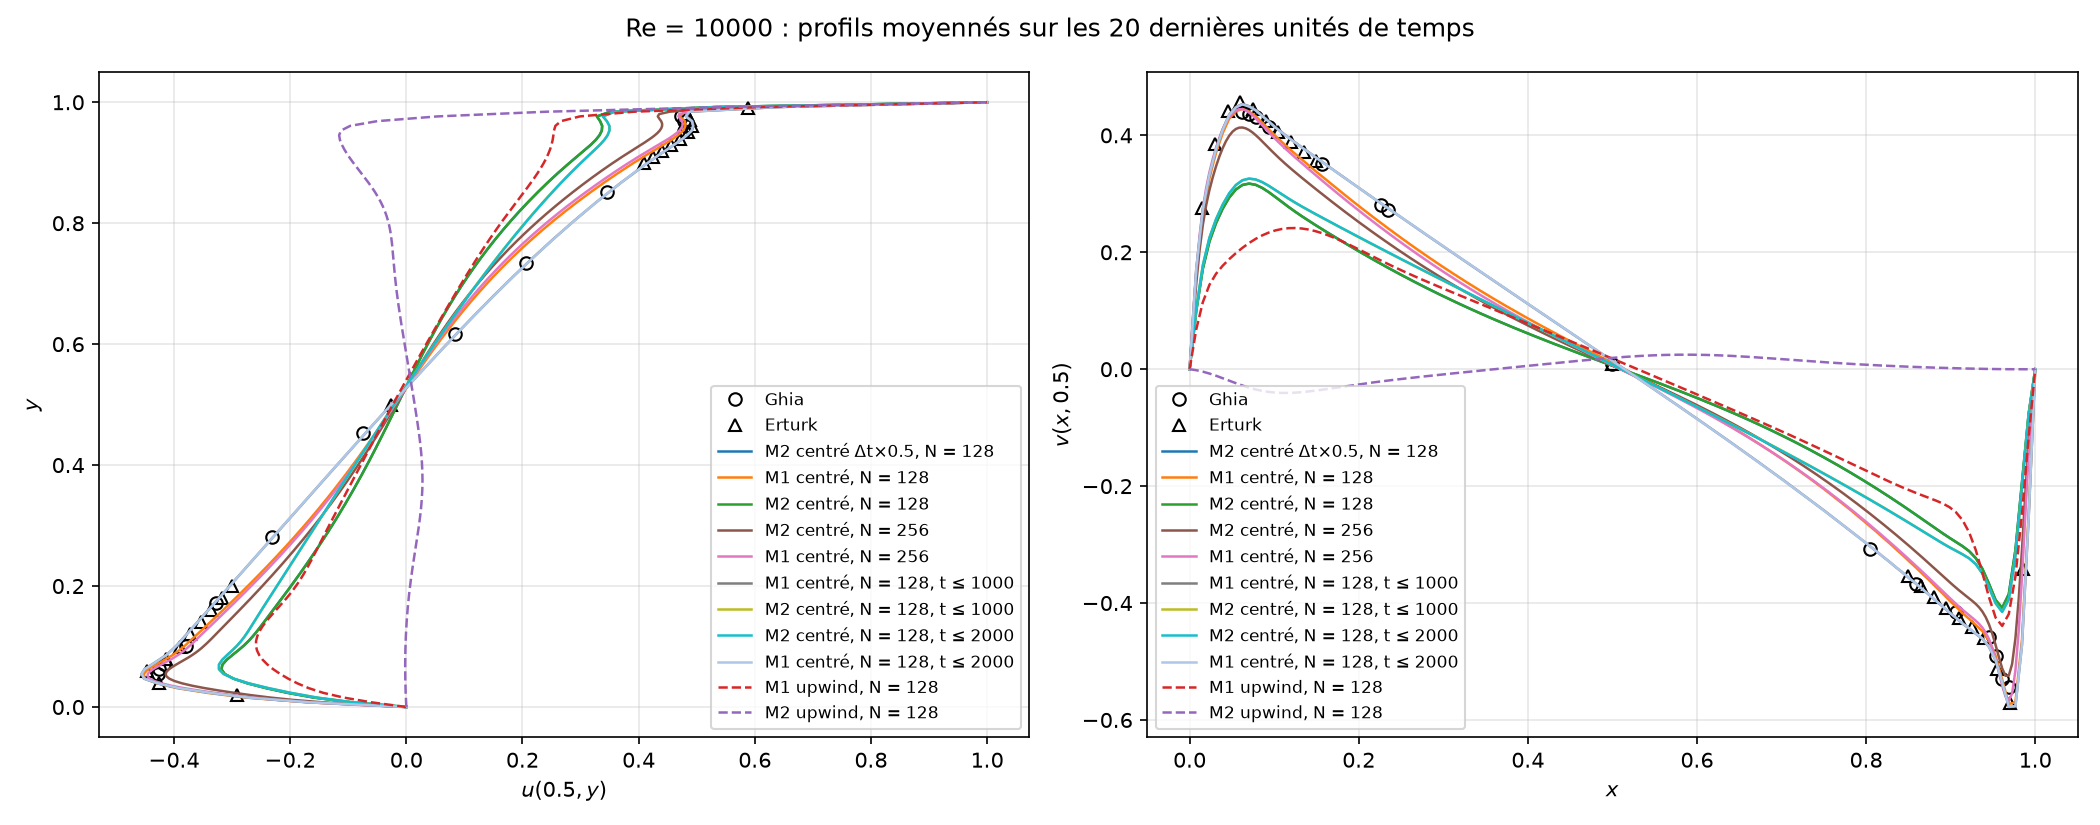 Re = 10000 : profils moyennés sur les 20 dernières unités de temps
1.0
0.8
0.6
0.4
0.2
0.0
y
−0.4
−0.2
0.0
0.2
0.4
0.6
0.8
1.0
u(0.5, y)
Ghia
Erturk
M2 centré Δt×0.5, N = 128
M1 centré, N = 128
M2 centré, N = 128
M2 centré, N = 256
M1 centré, N = 256
M1 centré, N = 128, t ≤ 1000
M2 centré, N = 128, t ≤ 1000
M2 centré, N = 128, t ≤ 2000
M1 centré, N = 128, t ≤ 2000
M1 upwind, N = 128
M2 upwind, N = 128
0.4
0.2
0.0
−0.2
−0.4
−0.6
v(x, 0.5)
0.0
0.2
0.4
0.6
0.8
1.0
x
Ghia
Erturk
M2 centré Δt×0.5, N = 128
M1 centré, N = 128
M2 centré, N = 128
M2 centré, N = 256
M1 centré, N = 256
M1 centré, N = 128, t ≤ 1000
M2 centré, N = 128, t ≤ 1000
M2 centré, N = 128, t ≤ 2000
M1 centré, N = 128, t ≤ 2000
M1 upwind, N = 128
M2 upwind, N = 128